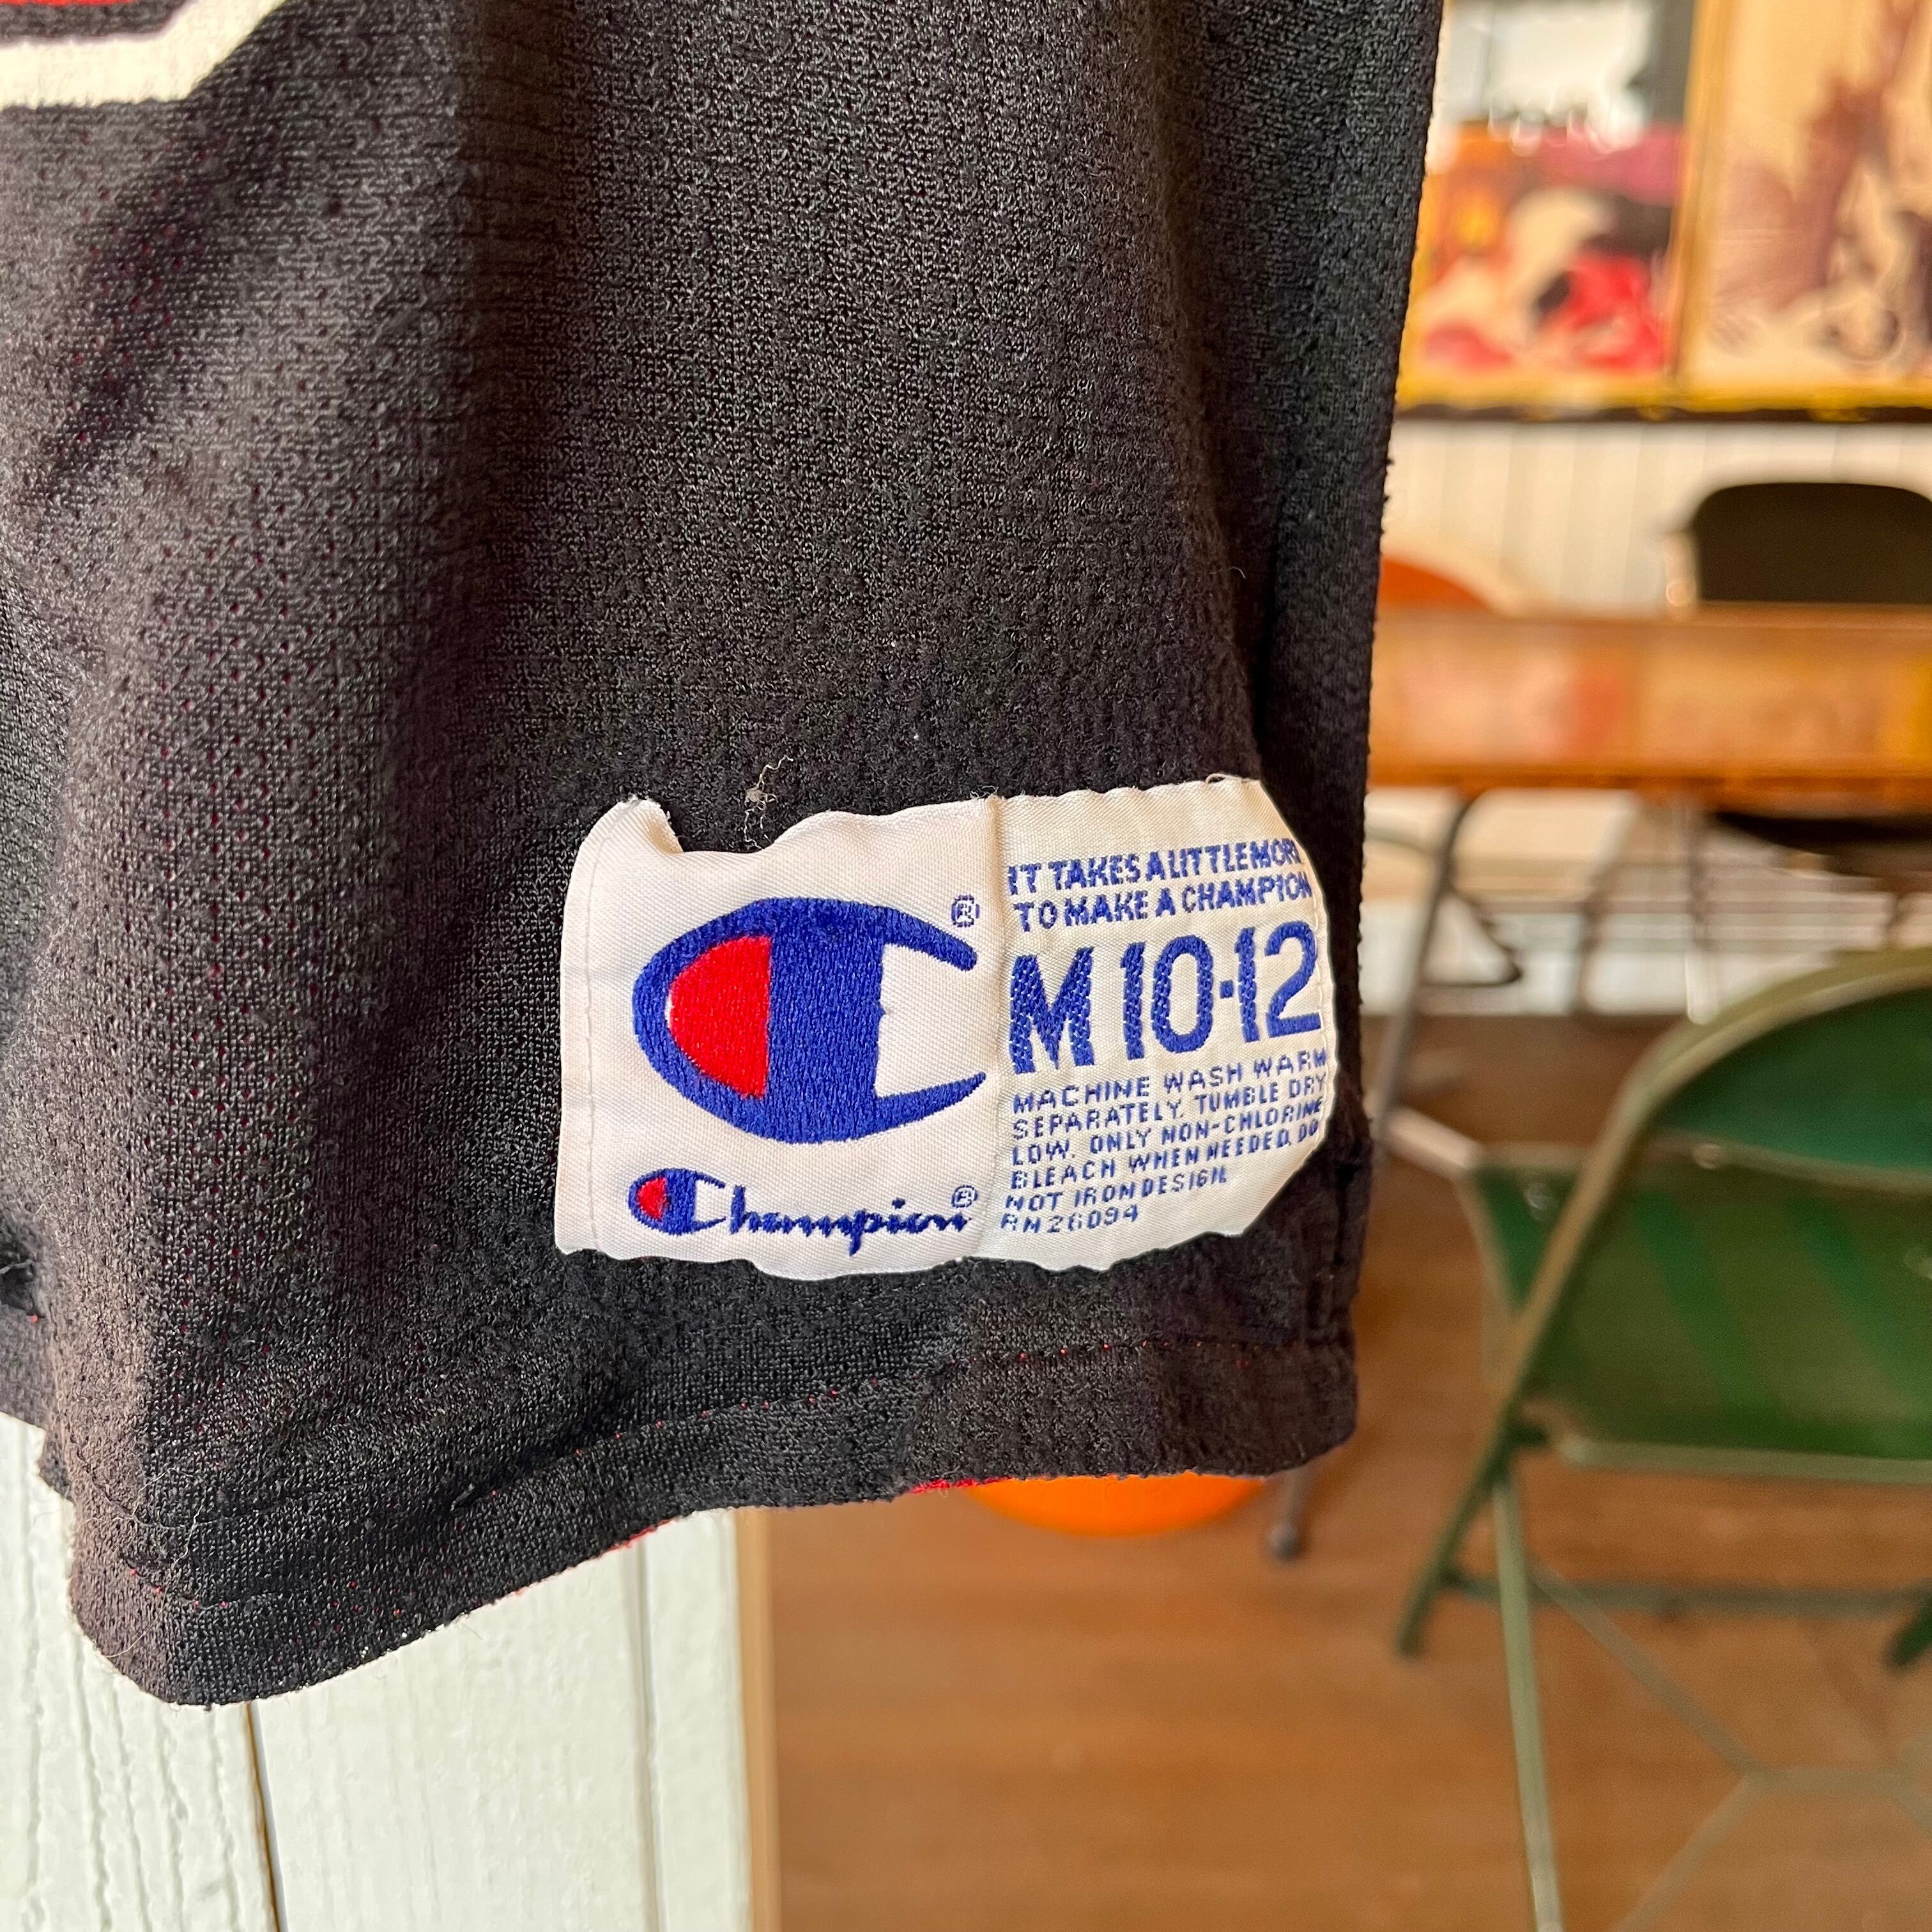 ®
Champion®
IT TAKES A LITTLE MORE
TO MAKE A CHAMPION
M 10-12
MACHINE WASH WARM
SEPARATELY. TUMBLE DRY
LOW. ONLY NON-CHLORINE
BLEACH WHEN NEEDED. DO
NOT IRON DESIGN.
RN 26094